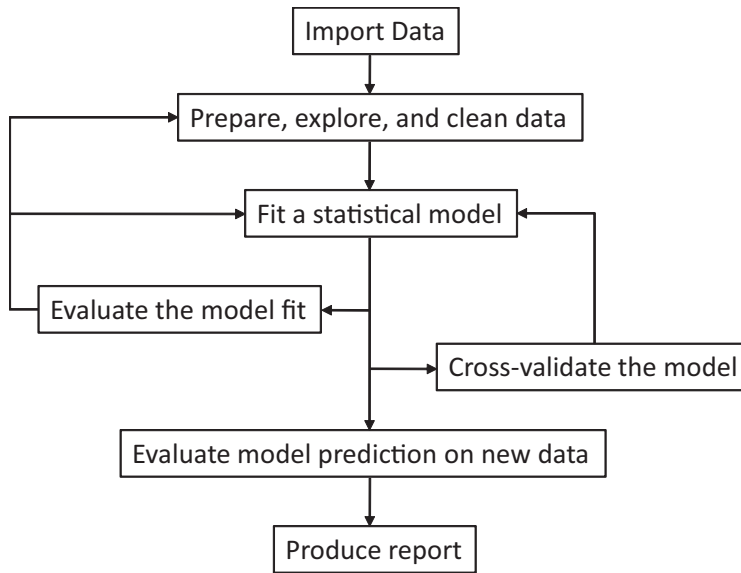 Import Data
Prepare, explore, and clean data
Fit a statistical model
Evaluate the model fit
Cross-validate the model
Evaluate model prediction on new data
Produce report